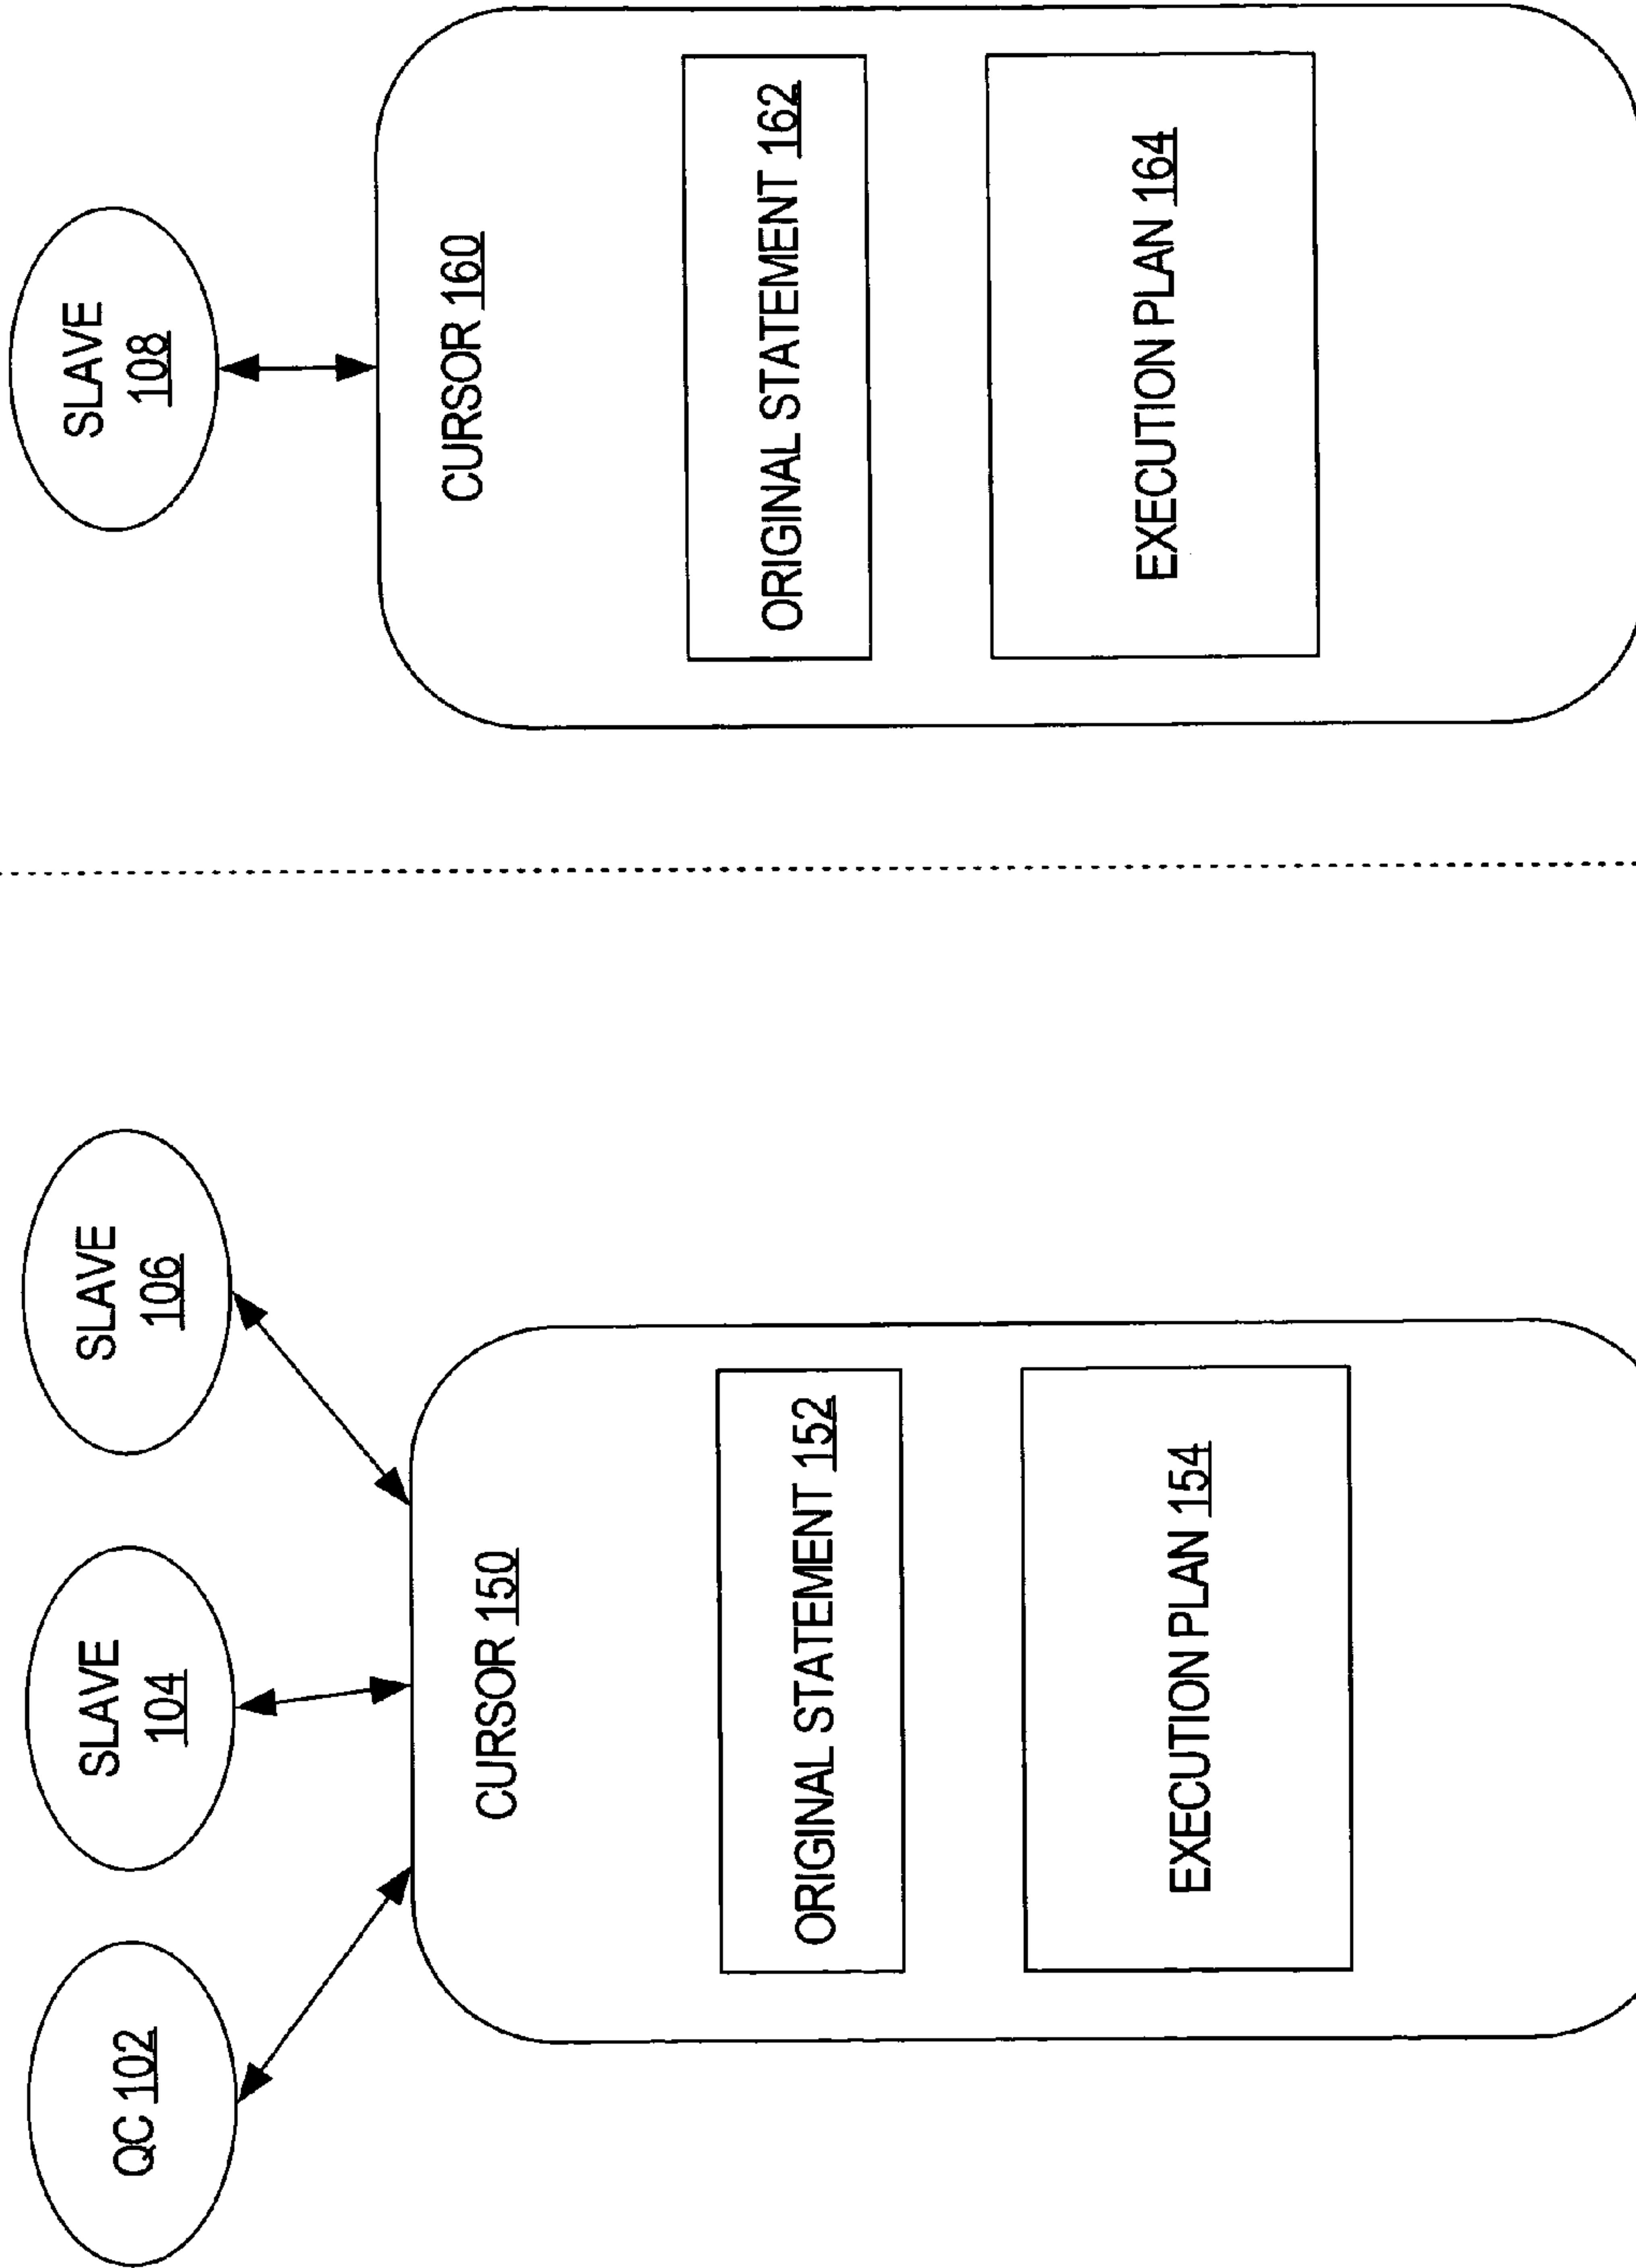 QC 102
SLAVE
104
SLAVE
106
SLAVE
108
CURSOR 150
ORIGINAL STATEMENT 152
EXECUTION PLAN 154
CURSOR 160
ORIGINAL STATEMENT 162
EXECUTION PLAN 164